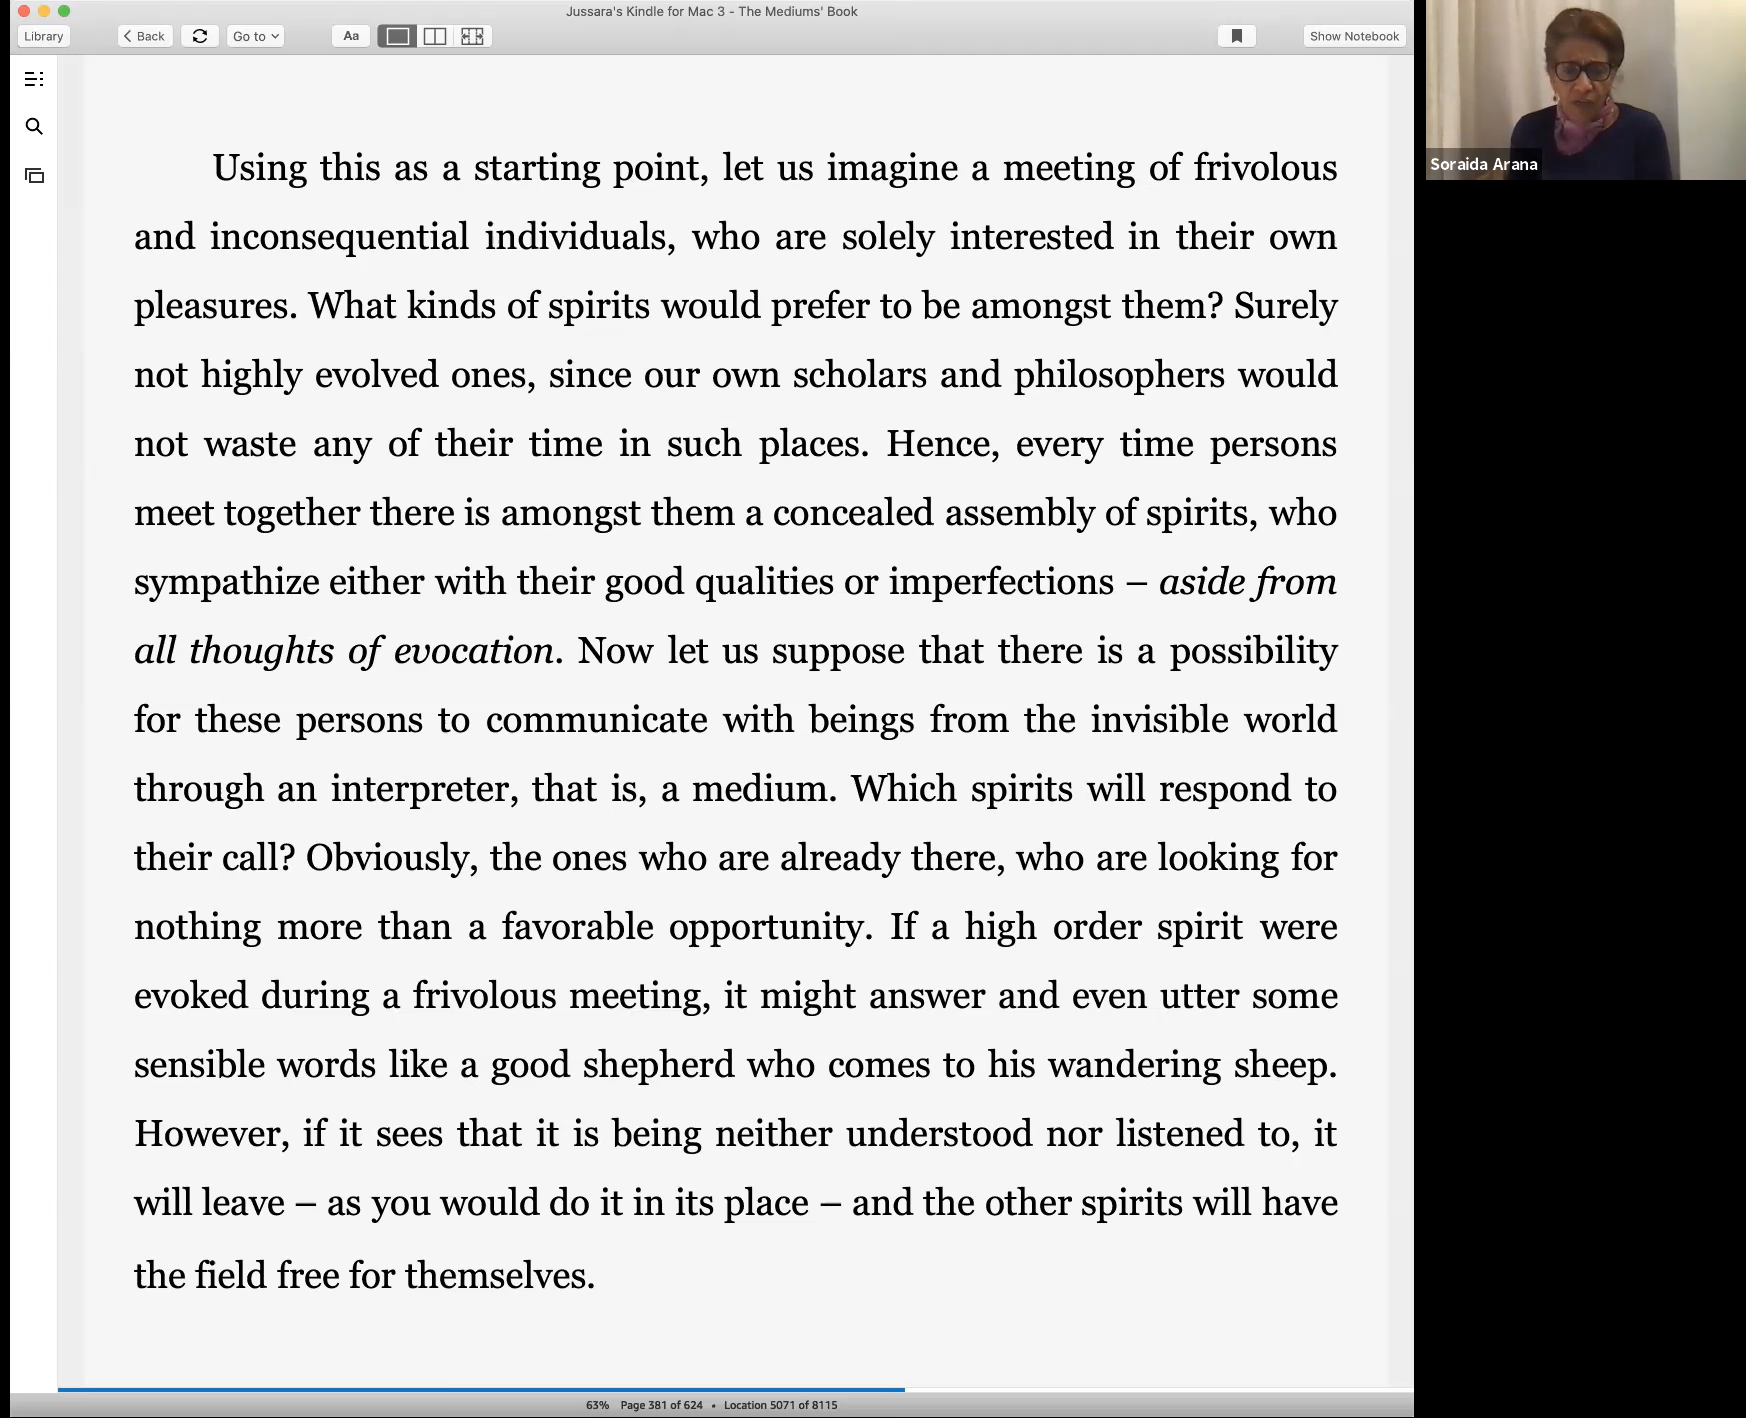 Jussara's Kindle for Mac 3 - The Mediums' Book
Library
Back
Go to
Aa
Show Notebook
Using this as a starting point, let us imagine a meeting of frivolous
and inconsequential individuals, who are solely interested in their own
pleasures. What kinds of spirits would prefer to be amongst them? Surely
not highly evolved ones, since our own scholars and philosophers would
not waste any of their time in such places. Hence, every time persons
meet together there is amongst them a concealed assembly of spirits, who
sympathize either with their good qualities or imperfections – aside from
all thoughts of evocation. Now let us suppose that there is a possibility
for these persons to communicate with beings from the invisible world
through an interpreter, that is, a medium. Which spirits will respond to
their call? Obviously, the ones who are already there, who are looking for
nothing more than a favorable opportunity. If a high order spirit were
evoked during a frivolous meeting, it might answer and even utter some
sensible words like a good shepherd who comes to his wandering sheep.
However, if it sees that it is being neither understood nor listened to, it
will leave – as you would do it in its place – and the other spirits will have
the field free for themselves.
63% Page 381 of 624 • Location 5071 of 8115
Soraida Arana